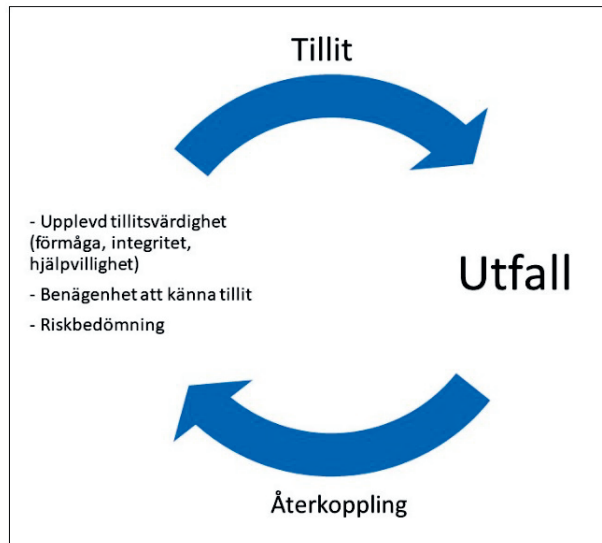 Tillit
- Upplevd tillitsvärdighet
(förmåga, integritet,
hjälpvillighet)
- Benägenhet att känna tillit
- Riskbedömning
Utfall
Återkoppling